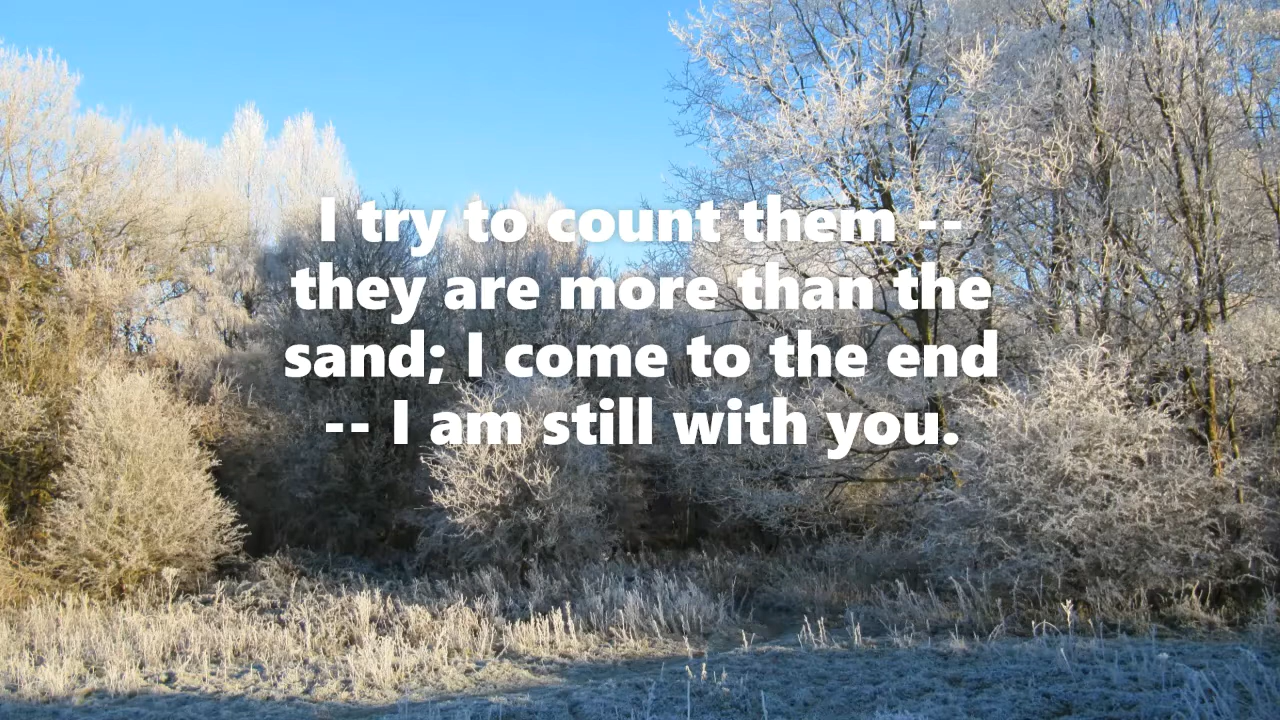 I try to count them --
they are more than the
sand; I come to the end
-- I am still with you.